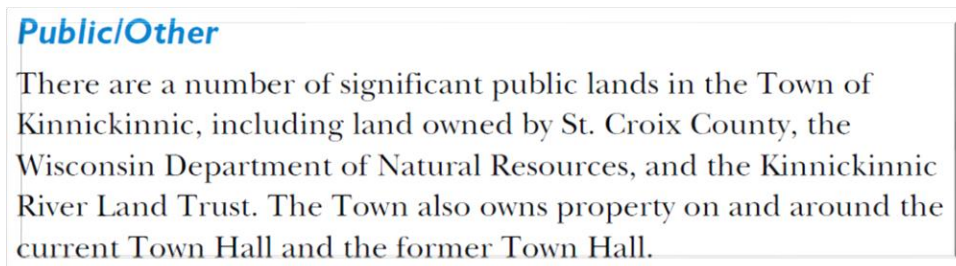 Public/Other
There are a number of significant public lands in the Town of
Kinnickinnic, including land owned by St. Croix County, the
Wisconsin Department of Natural Resources, and the Kinnickinnic
River Land Trust. The Town also owns property on and around the
current Town Hall and the former Town Hall.